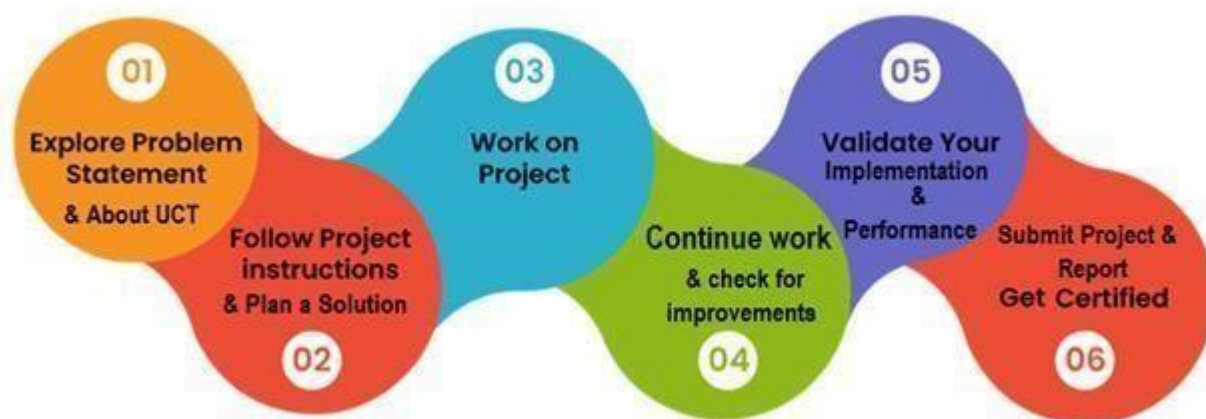 01
Explore Problem
Statement
& About UCT
Follow Project
instructions
& Plan a Solution
02
03
Work on
Project
Continue work
& check for
improvements
04
05
Validate Your
Implementation
&
Performance
Submit Project &
Report
Get Certified
06